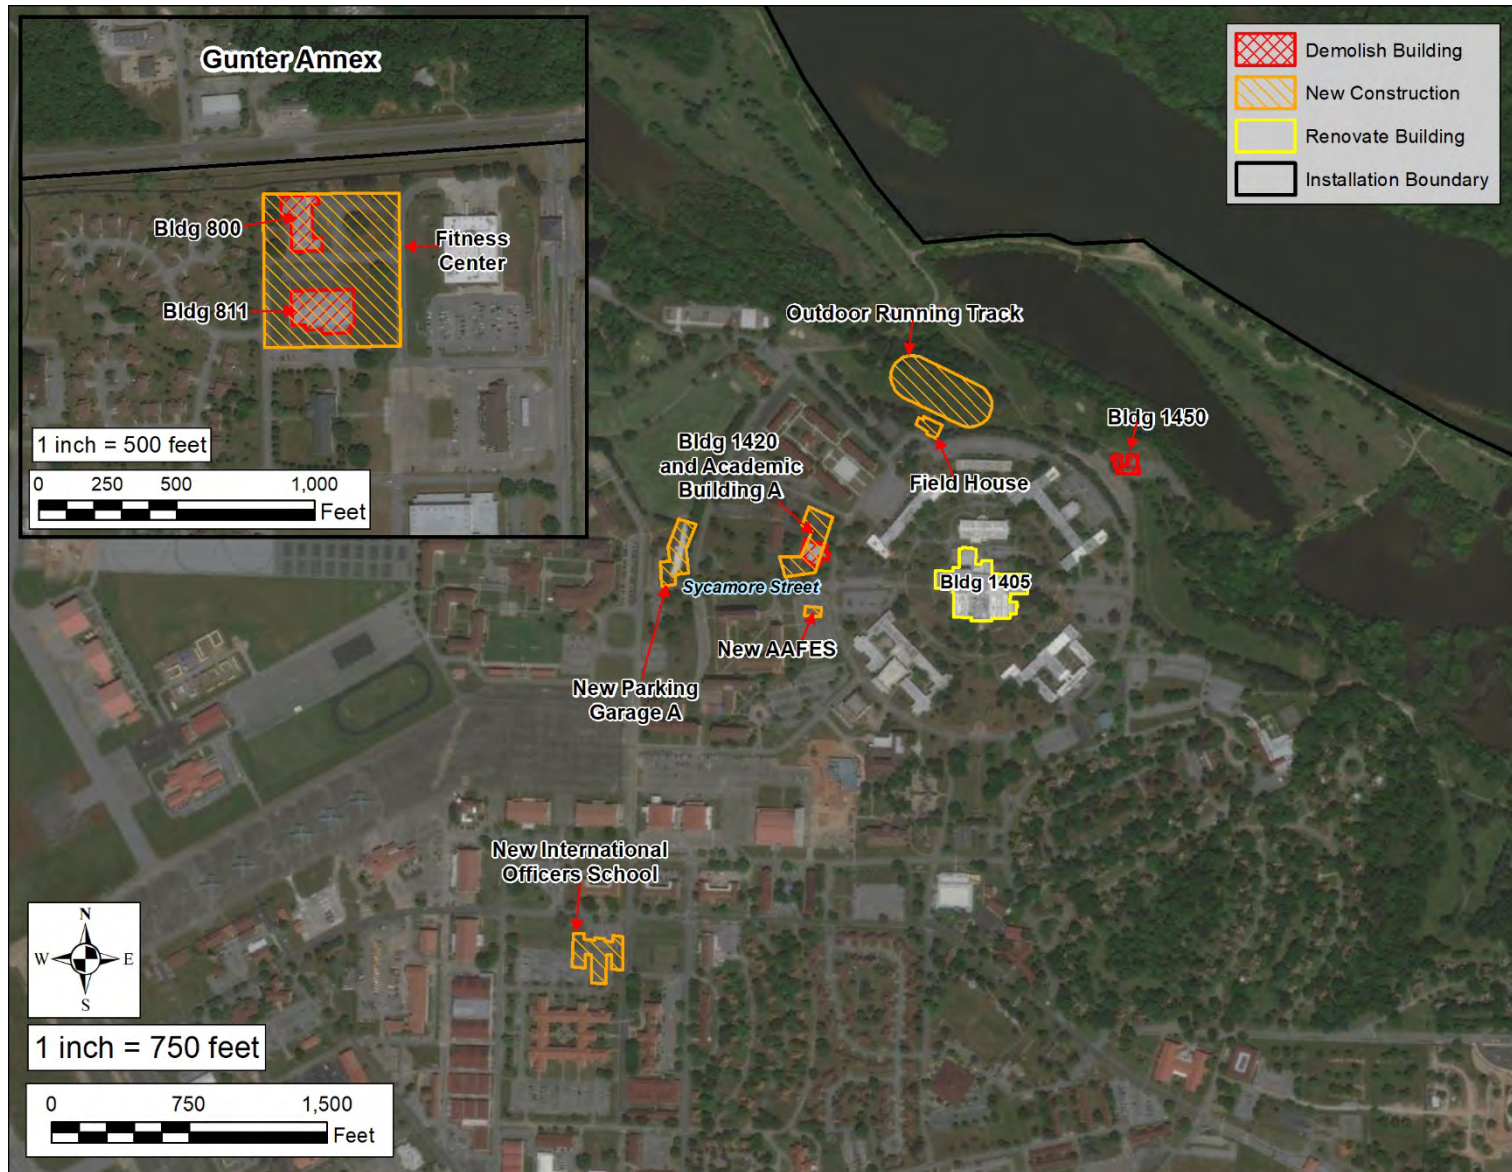 Gunter Annex
Bldg 800
Fitness
Center
Bldg 811
1 inch = 500 feet
0 250 500 1,000
Feet
Demolish Building
New Construction
Renovate Building
Installation Boundary
Outdoor Running Track
Bldg 1450
Bldg 1420
and Academic
Building A
Field House
Sycamore Street
Bldg 1405
New AAFES
New Parking
Garage A
New International
Officers School
N
W E
S
1 inch = 750 feet
0 750 1,500
Feet